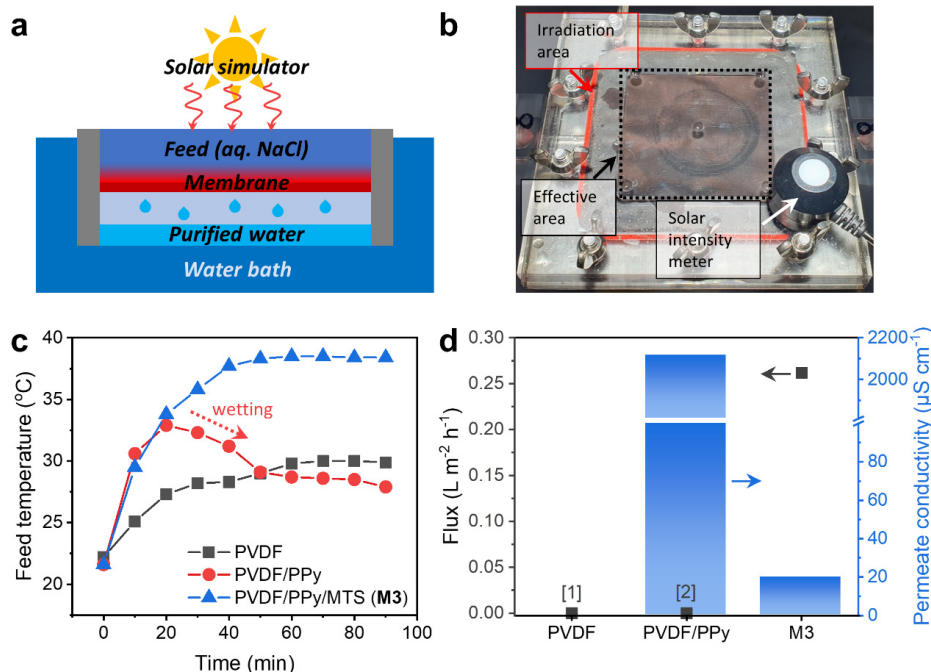 a
Solar simulator
Feed (aq. NaCl)
Membrane
Purified water
Water bath
b
Irradiation
area
Effective
area
Solar
intensity
meter
c
Feed temperature (°C)
40
35
30
25
20
wetting
PVDF
PVDF/PPy
PVDF/PPy/MTS (M3)
0 20 40 60 80 100
Time (min)
d
Flux (L m⁻² h⁻¹)
0.30
0.25
0.20
0.15
0.10
0.05
0.00
[1]
[2]
PVDF PVDF/PPy M3
2200
2000
80
60
40
20
0
Permeate conductivity (µS cm⁻¹)